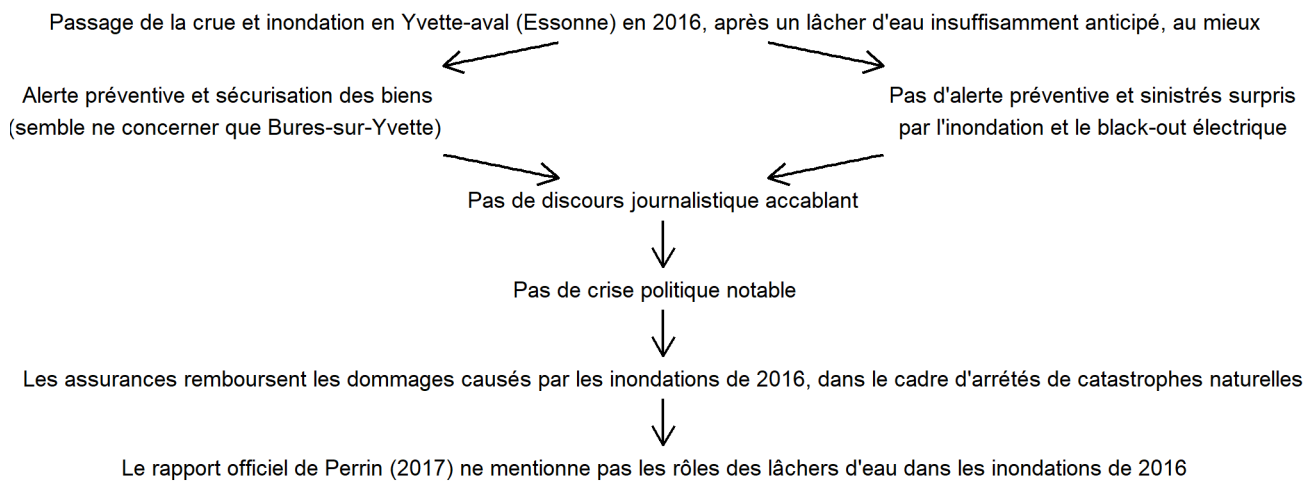 Passage de la crue et inondation en Yvette-aval (Essonne) en 2016, après un lâcher d'eau insuffisamment anticipé, au mieux
Alerte préventive et sécurisation des biens
(semble ne concerner que Bures-sur-Yvette)
Pas d'alerte préventive et sinistrés surpris
par l'inondation et le black-out électrique
Pas de discours journalistique accablant
Pas de crise politique notable
Les assurances remboursent les dommages causés par les inondations de 2016, dans le cadre d'arrétés de catastrophes naturelles
Le rapport officiel de Perrin (2017) ne mentionne pas les rôles des lâchers d'eau dans les inondations de 2016